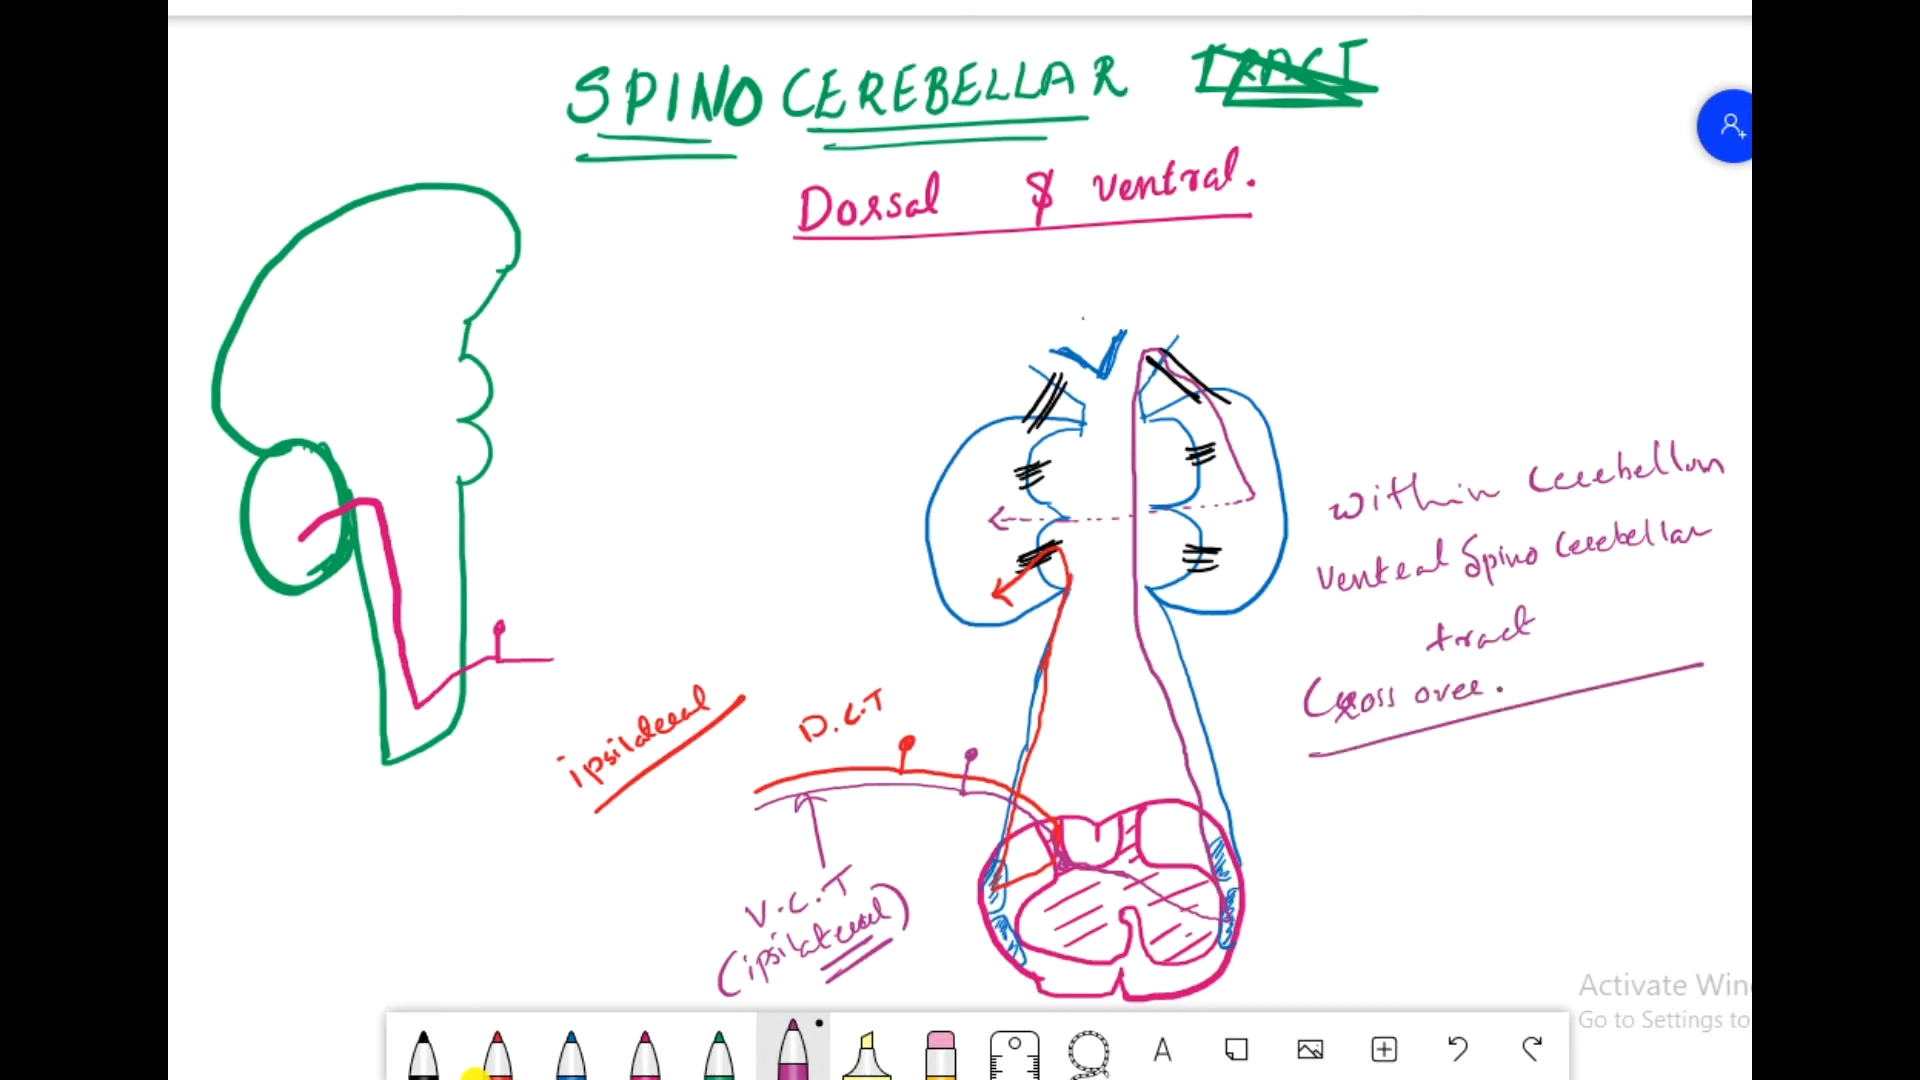 SPINO CEREBELLAR TRACT
Dorsal & ventral.
within Cerebellum
ventral Spino Cerebellar
tract
Cross over.
ipsilateral
D.C.T
V.C.T
(ipsilateral)
A
Activate Win
Go to Settings to